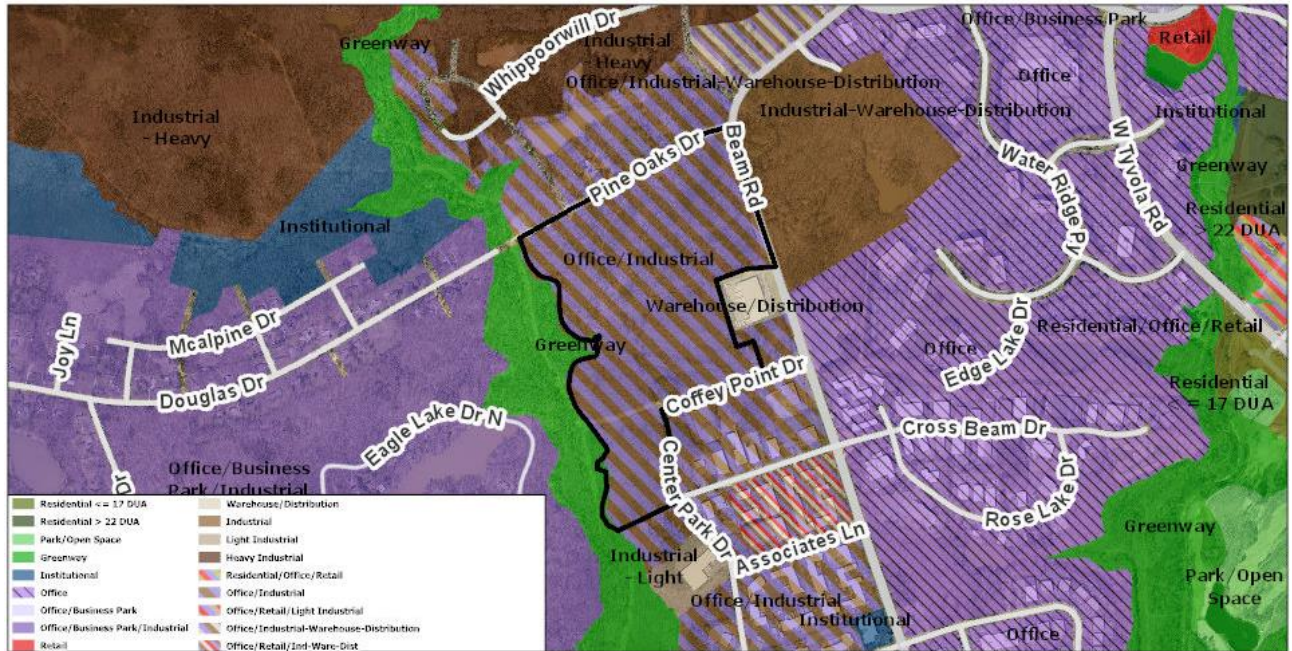 Office/Business Park
Whippoorwill Dr
Greenway
Industrial
- Heavy
Retail
Office
Office/Industrial-Warehouse-Distribution
Industrial-Warehouse-Distribution
Industrial
- Heavy
Institutional
Pine Oaks Dr
Beam Rd
Water Ridge Py
W Tyvola Rd
Greenway
Institutional
Residential
> 22 DUA
Office/Industrial
Warehouse/Distribution
Mcalpine Dr
Joy Ln
Greenway
Edge Lake Dr
Residential/Office/Retail
Office
Douglas Dr
Residential
<= 17 DUA
Coffey Point Dr
Eagle Lake Dr N
Cross Beam Dr
Center Park Dr
Office/Business
Park/Industrial
Dr
Rose Lake Dr
Greenway
Associates Ln
Industrial
- Light
Park/Open
Space
Office/Industrial
Institutional
Office
Residential <= 17 DUA
Residential > 22 DUA
Park/Open Space
Greenway
Institutional
Office
Office/Business Park
Office/Business Park/Industrial
Retail
Warehouse/Distribution
Industrial
Light Industrial
Heavy Industrial
Residential/Office/Retail
Office/Industrial
Office/Retail/Light Industrial
Office/Industrial-Warehouse-Distribution
Office/Retail/Ind-Ware-Dist